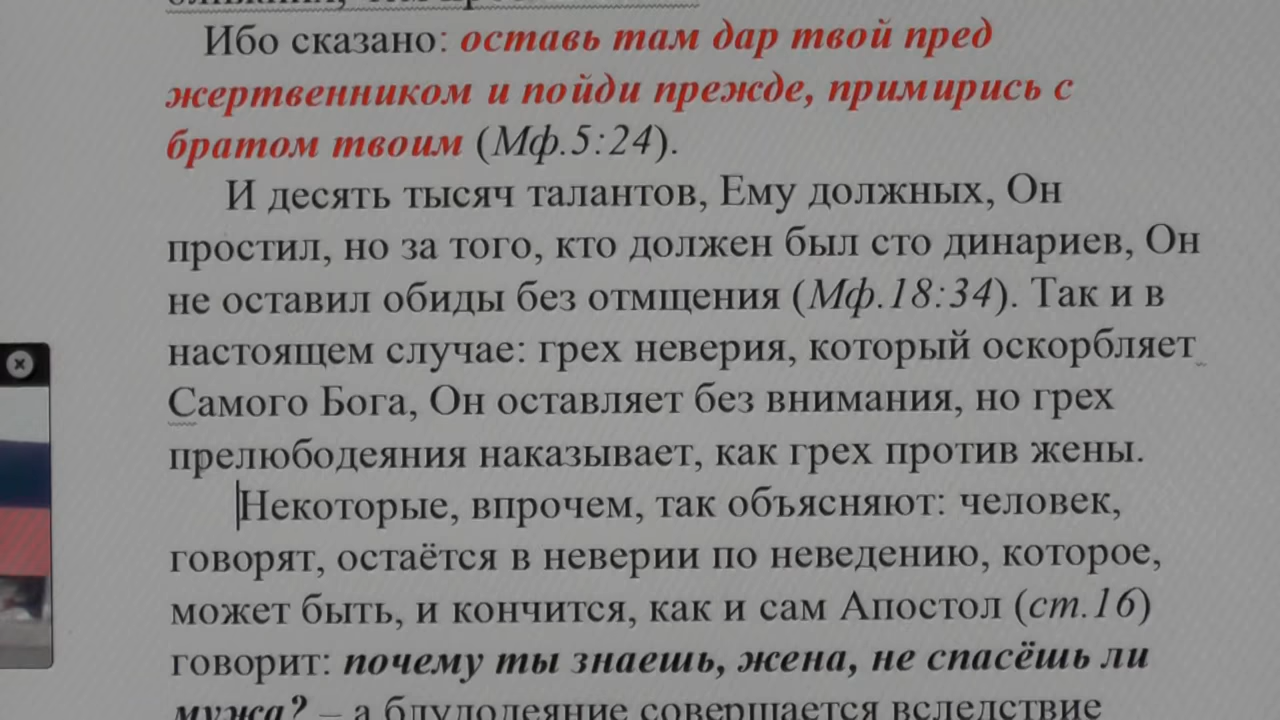 Ибо сказано: оставь там дар твой пред
жертвенником и пойди прежде, примирись с
братом твоим (Мф.5:24).
И десять тысяч талантов, Ему должных, Он
простил, но за того, кто должен был сто динариев, Он
не оставил обиды без отмщения (Мф.18:34). Так и в
настоящем случае: грех неверия, который оскорбляет
Самого Бога, Он оставляет без внимания, но грех
прелюбодеяния наказывает, как грех против жены.
Некоторые, впрочем, так объясняют: человек,
говорят, остаётся в неверии по неведению, которое,
может быть, и кончится, как и сам Апостол (ст.16)
говорит: почему ты знаешь, жена, не спасёшь ли
мужа? – а блудодеяние совершается вследствие